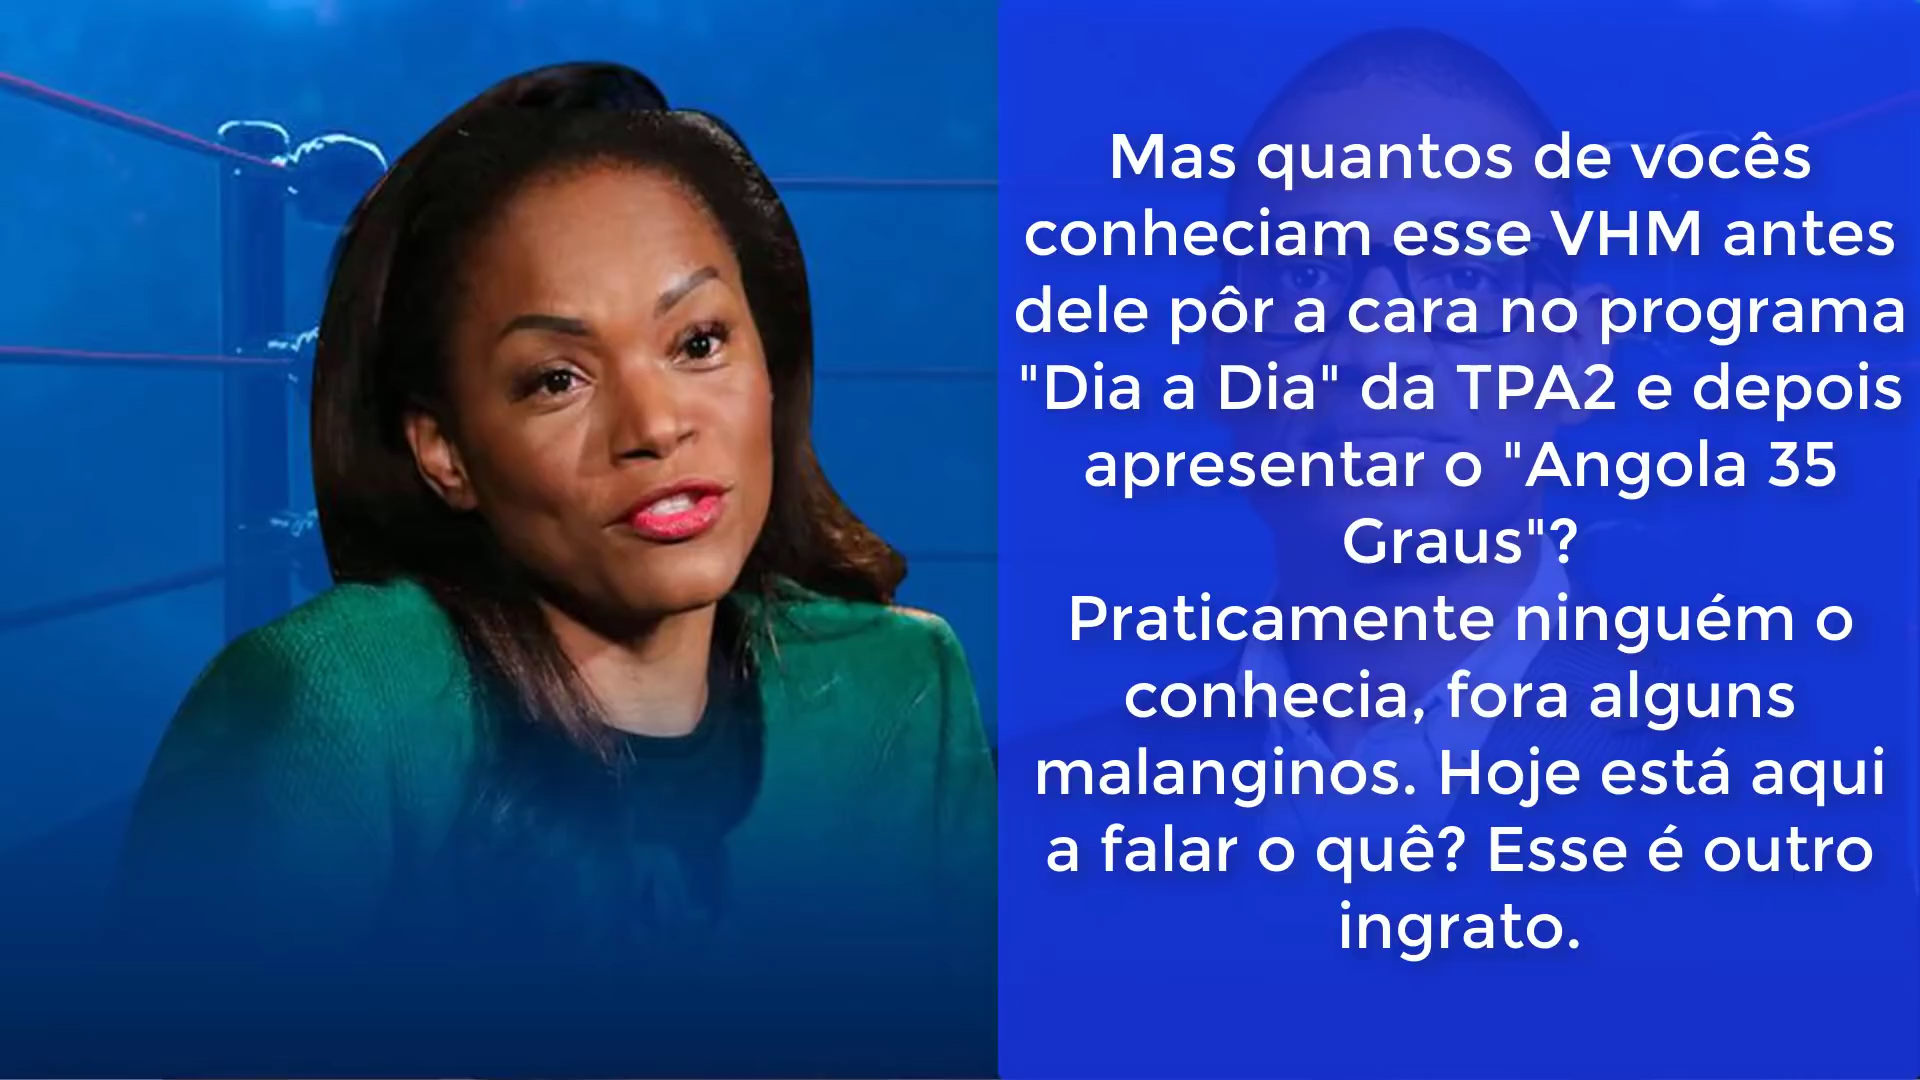 Mas quantos de vocês
conheciam esse VHM antes
dele pôr a cara no programa
"Dia a Dia" da TPA2 e depois
apresentar o "Angola 35
Graus"?
Praticamente ninguém o
conhecia, fora alguns
malanginos. Hoje está aqui
a falar o quê? Esse é outro
ingrato.